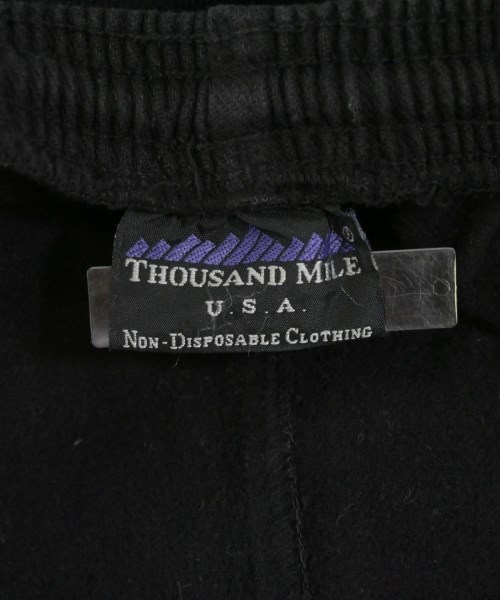 ®
THOUSAND MILE
U.S.A.
NON-DISPOSABLE CLOTHING